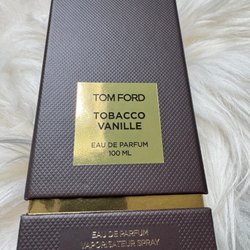 TOM FORD
TOBACCO
VANILLE
EAU DE PARFUM
100 ML
EAU DE PARFUM
VAPORISATEUR SPRAY